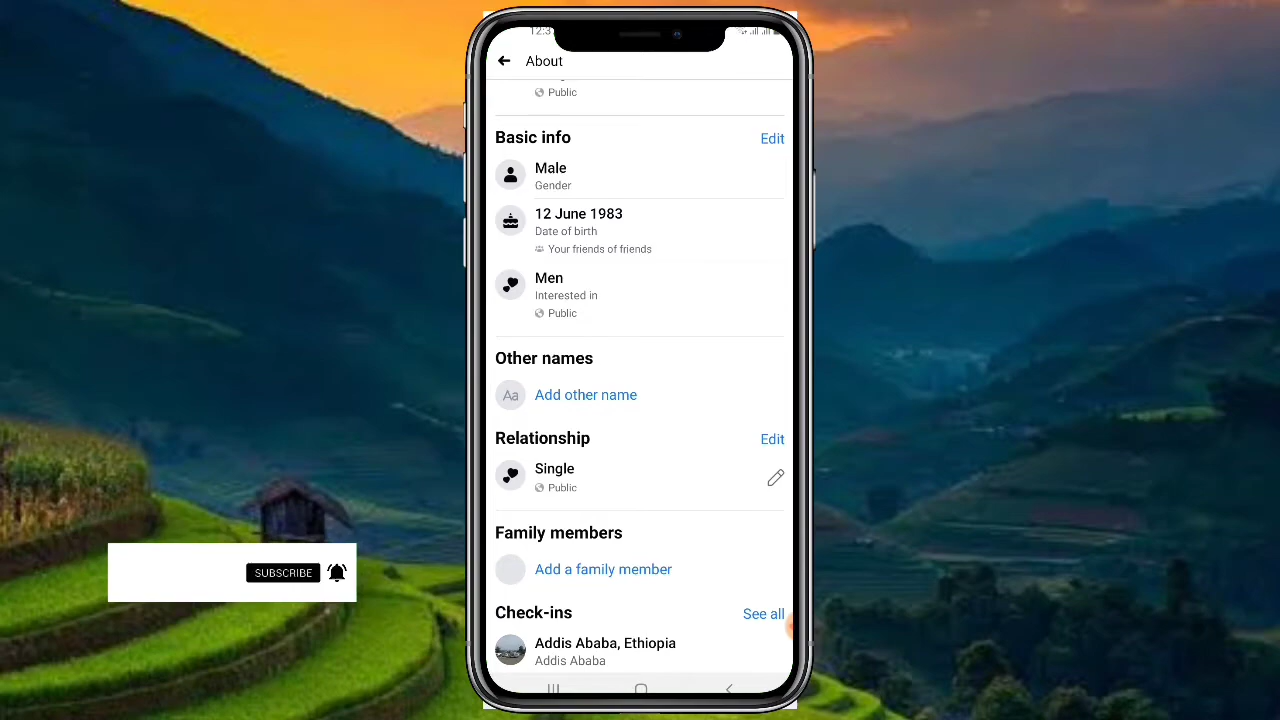 About
Public
Basic info
Edit
Male
Gender
12 June 1983
Date of birth
Your friends of friends
Men
Interested in
Public
Other names
Aa
Add other name
Relationship
Edit
Single
Public
Family members
Add a family member
Check-ins
See all
Addis Ababa, Ethiopia
Addis Ababa
SUBSCRIBE